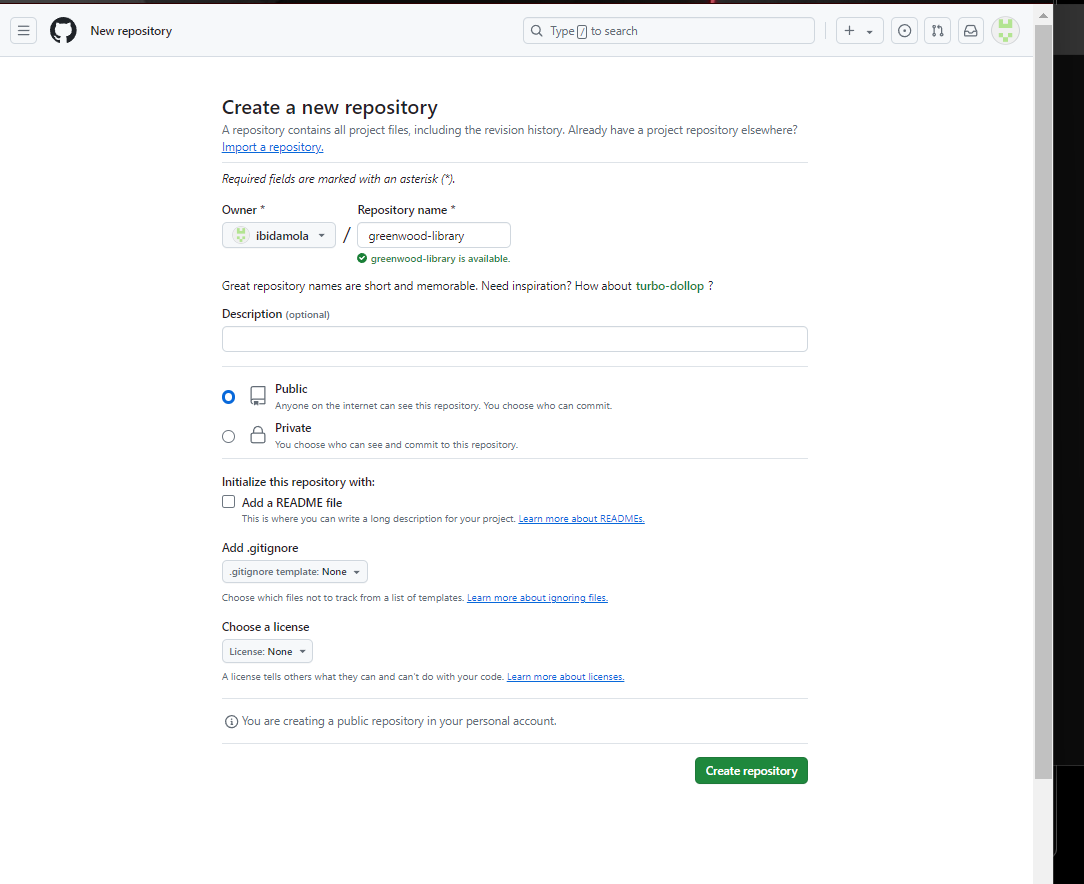 New repository
Type / to search
Create a new repository
A repository contains all project files, including the revision history. Already have a project repository elsewhere?
Import a repository.
Required fields are marked with an asterisk (*).
Owner * Repository name *
ibidamola / greenwood-library
greenwood-library is available.
Great repository names are short and memorable. Need inspiration? How about turbo-dollop ?
Description (optional)
Public
Anyone on the internet can see this repository. You choose who can commit.
Private
You choose who can see and commit to this repository.
Initialize this repository with:
Add a README file
This is where you can write a long description for your project. Learn more about READMEs.
Add .gitignore
.gitignore template: None
Choose which files not to track from a list of templates. Learn more about ignoring files.
Choose a license
License: None
A license tells others what they can and can't do with your code. Learn more about licenses.
You are creating a public repository in your personal account.
Create repository